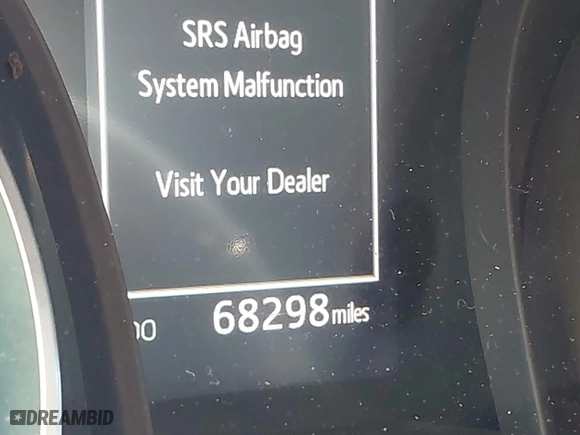 SRS Airbag
System Malfunction
Visit Your Dealer
68298 miles
DREAMBID